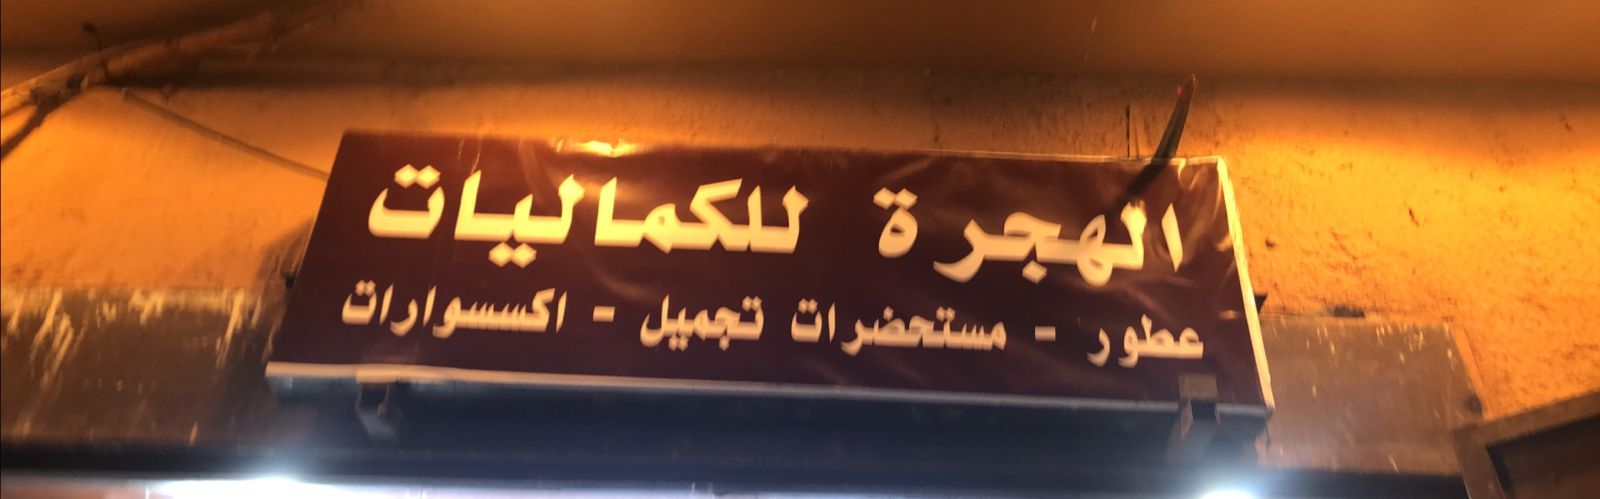 الهجرة للكماليات
عطور - مستحضرات تجميل - اكسسوارات